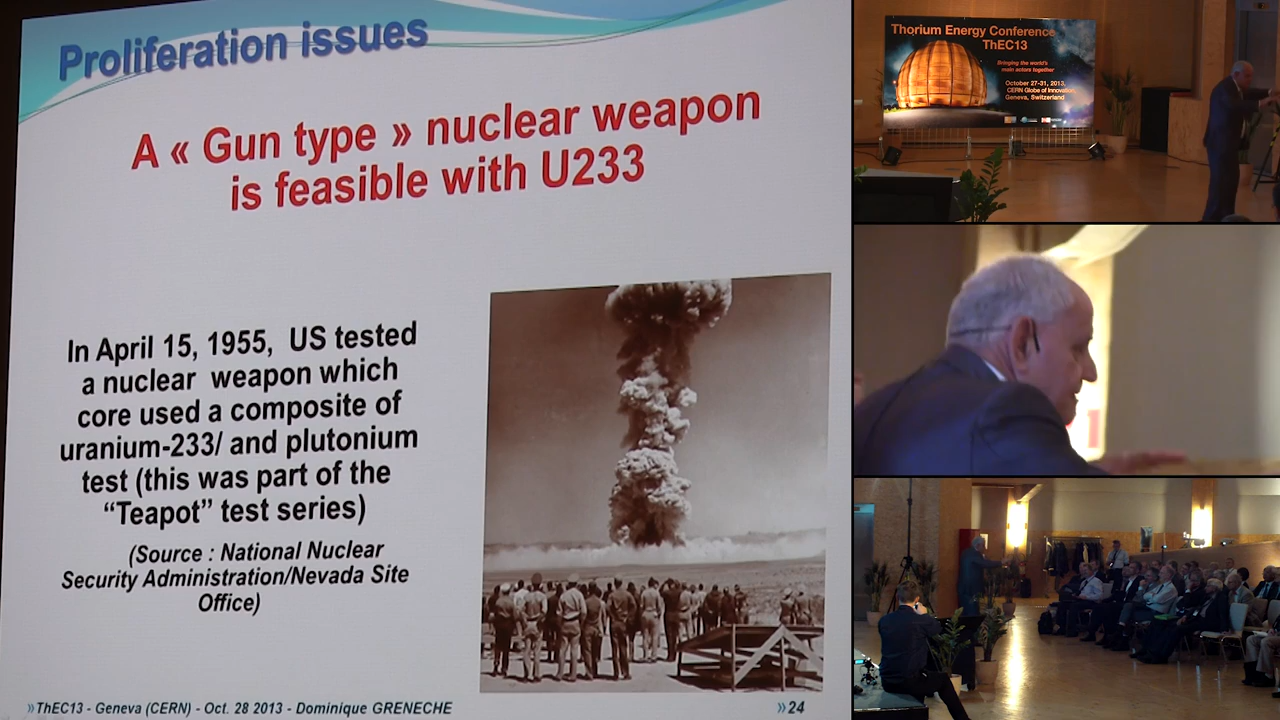 Proliferation issues
A « Gun type » nuclear weapon
is feasible with U233
In April 15, 1955, US tested
a nuclear weapon which
core used a composite of
uranium-233/ and plutonium
test (this was part of the
“Teapot” test series)
(Source : National Nuclear
Security Administration/Nevada Site
Office)
»ThEC13 - Geneva (CERN) - Oct. 28 2013 - Dominique GRENECHE
»24
Thorium Energy Conference
ThEC13
Bringing the world's
main actors together
October 27-31, 2013,
CERN Globe of Innovation,
Geneva, Switzerland